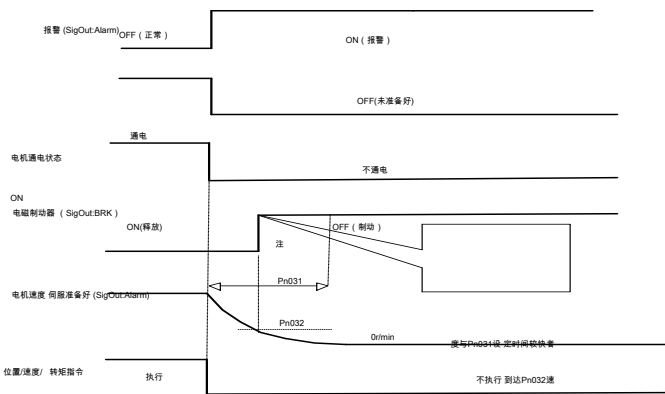 报警 (SigOut:Alarm) OFF（正常） ON（报警）
OFF(未准备好)
通电
电机通电状态
不通电
ON
电磁制动器 （ SigOut:BRK） ON(释放) OFF（制动）
注
Pn031
电机速度 伺服准备好 (SigOut:Alarm)
Pn032
0r/min 度与Pn031设 定时间较快者
位置/速度/ 转矩指令 执行 不执行 到达Pn032速